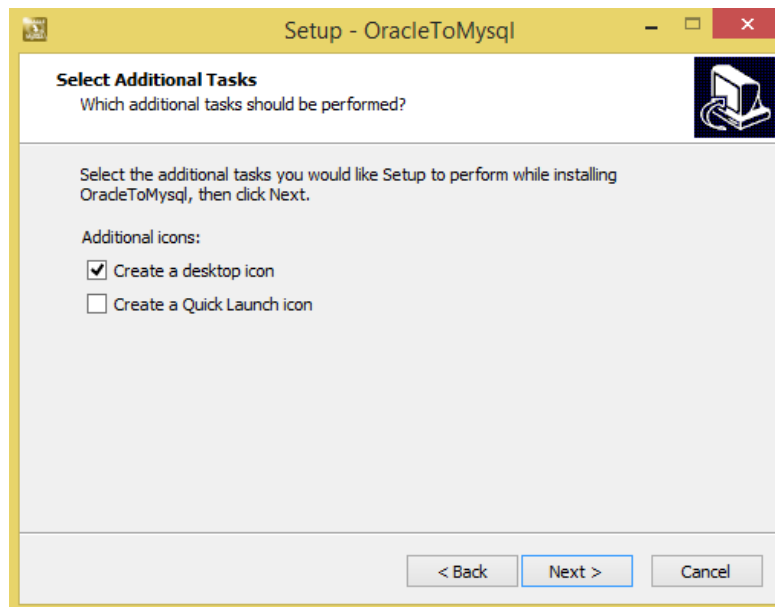 Setup - OracleToMysql
Select Additional Tasks
Which additional tasks should be performed?
Select the additional tasks you would like Setup to perform while installing
OracleToMysql, then click Next.
Additional icons:
Create a desktop icon
Create a Quick Launch icon
< Back
Next >
Cancel